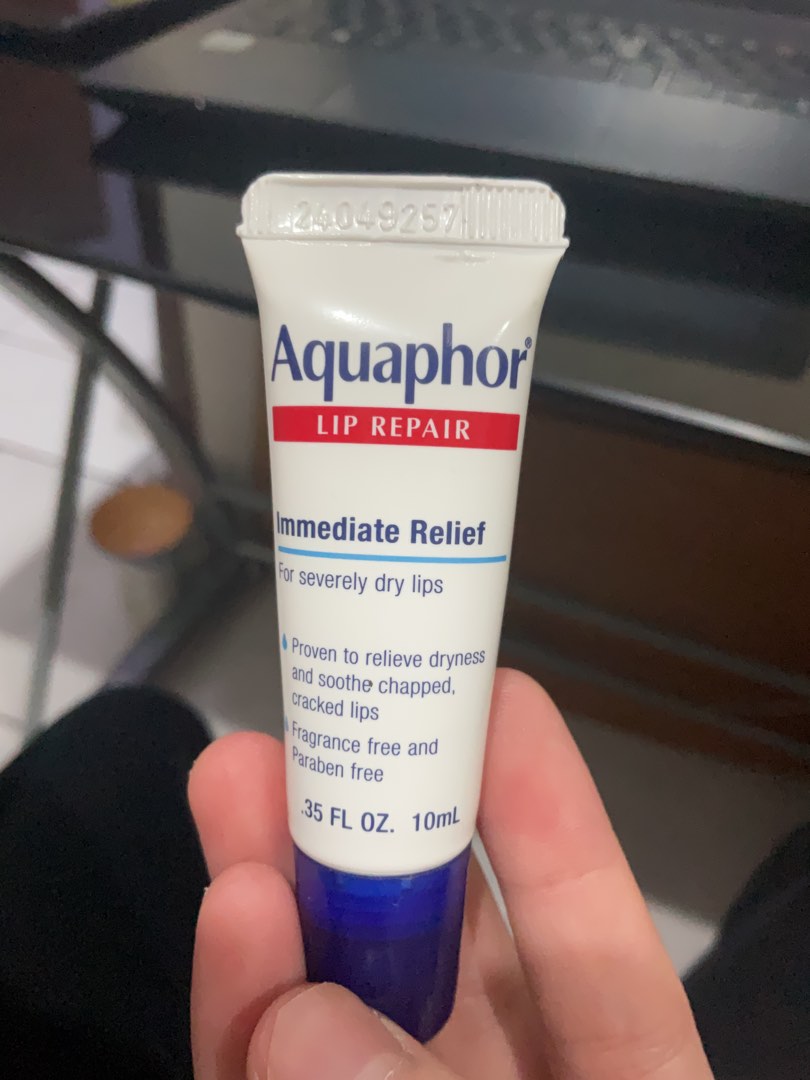 24049257
Aquaphor®
LIP REPAIR
Immediate Relief
For severely dry lips
Proven to relieve dryness
and soothe chapped,
cracked lips
Fragrance free and
Paraben free
.35 FL OZ. 10mL